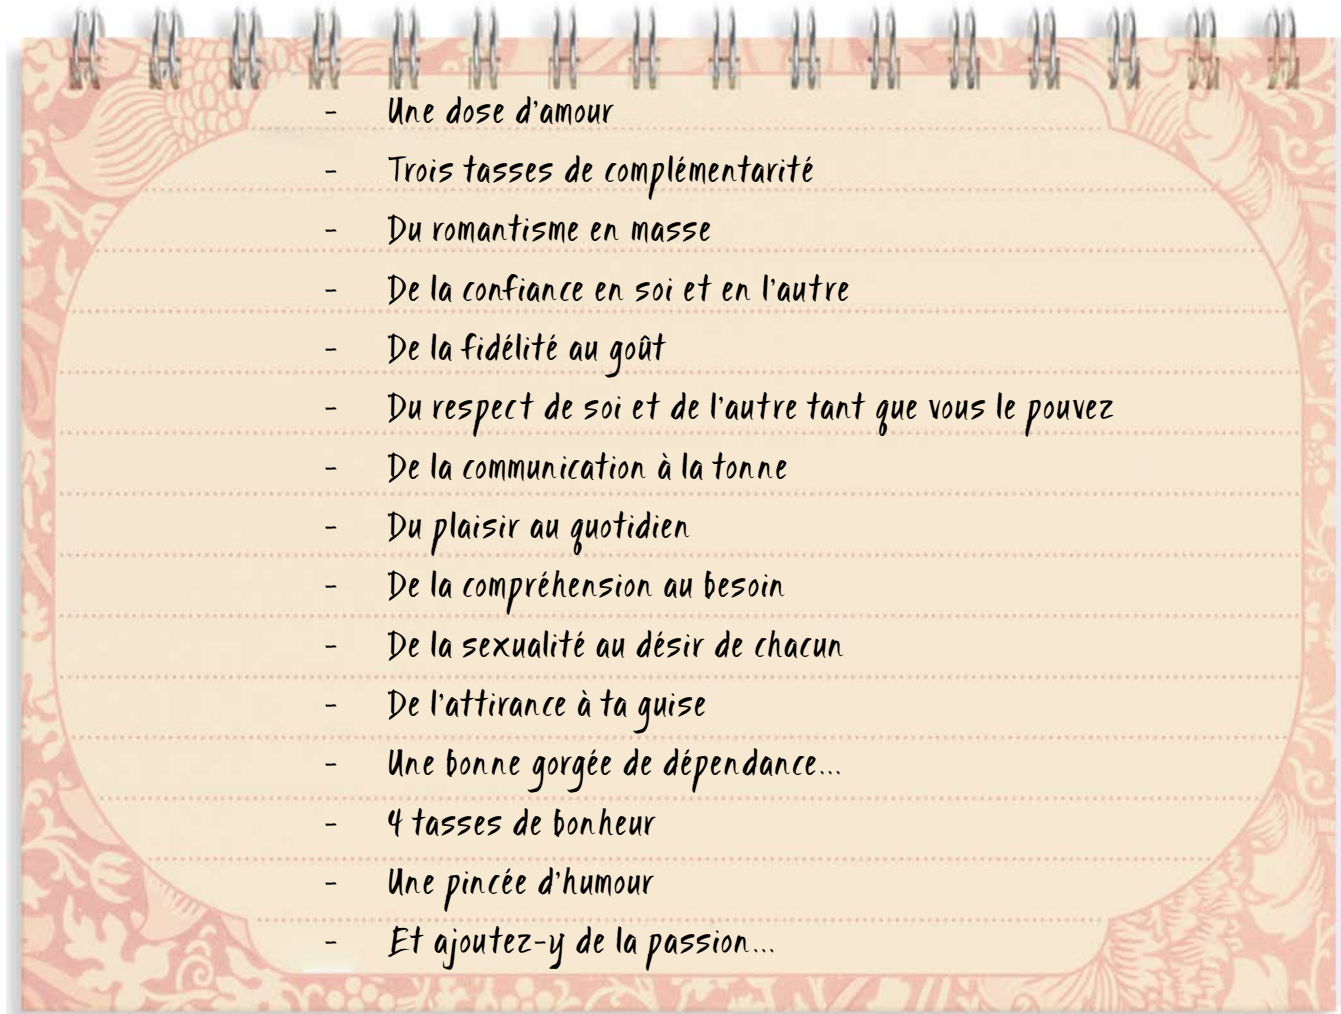 - Une dose d'amour
- Trois tasses de complémentarité
- Du romantisme en masse
- De la confiance en soi et en l'autre
- De la fidélité au goût
- Du respect de soi et de l'autre tant que vous le pouvez
- De la communication à la tonne
- Du plaisir au quotidien
- De la compréhension au besoin
- De la sexualité au désir de chacun
- De l'attirance à ta guise
- Une bonne gorgée de dépendance...
- 4 tasses de bonheur
- Une pincée d'humour
- Et ajoutez-y de la passion...